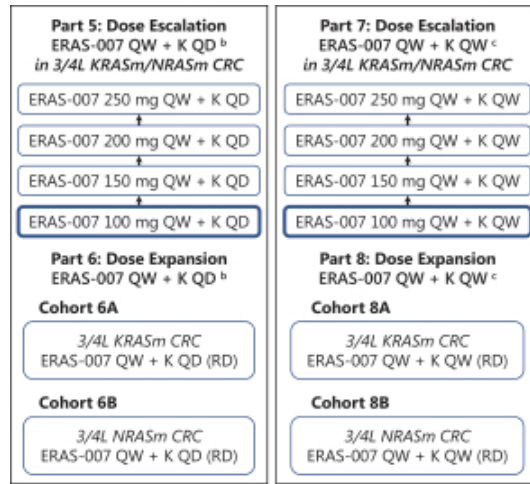 Part 5: Dose Escalation
ERAS-007 QW + K QD b
in 3/4L KRASm/NRASm CRC
ERAS-007 250 mg QW + K QD
ERAS-007 200 mg QW + K QD
ERAS-007 150 mg QW + K QD
ERAS-007 100 mg QW + K QD
Part 6: Dose Expansion
ERAS-007 QW + K QD b
Cohort 6A
3/4L KRASm CRC
ERAS-007 QW + K QD (RD)
Cohort 6B
3/4L NRASm CRC
ERAS-007 QW + K QD (RD)
Part 7: Dose Escalation
ERAS-007 QW + K QW c
in 3/4L KRASm/NRASm CRC
ERAS-007 250 mg QW + K QW
ERAS-007 200 mg QW + K QW
ERAS-007 150 mg QW + K QW
ERAS-007 100 mg QW + K QW
Part 8: Dose Expansion
ERAS-007 QW + K QW c
Cohort 8A
3/4L KRASm CRC
ERAS-007 QW + K QW (RD)
Cohort 8B
3/4L NRASm CRC
ERAS-007 QW + K QW (RD)